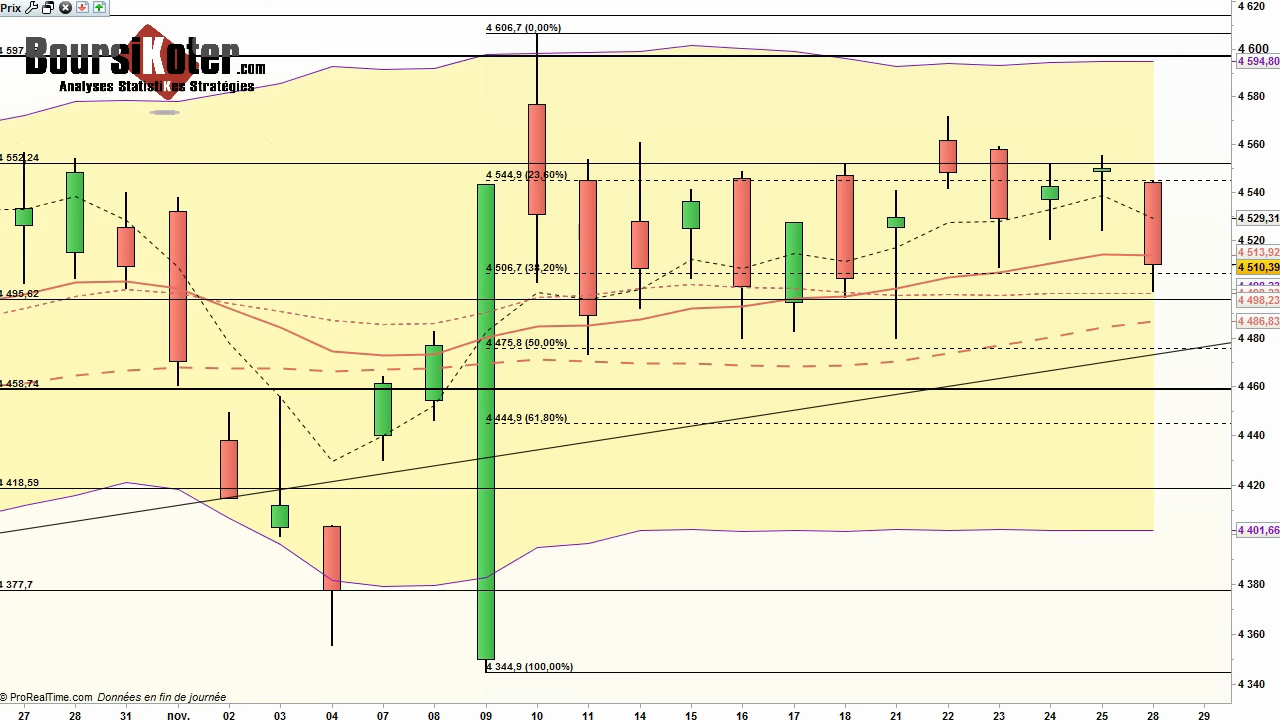 Prix
BoursiKoter.com
Analyses StatistiKes Stratégies
4 597,
4 552,24
4 495,62
4 458,74
4 418,59
4 377,7
4 606,7 (0,00%)
4 544,9 (23,60%)
4 506,7 (38,20%)
4 475,8 (50,00%)
4 444,9 (61,80%)
4 344,9 (100,00%)
4 620
4 600
4 594,80
4 580
4 560
4 540
4 529,31
4 520
4 513,92
4 510,39
4 498,23
4 486,83
4 480
4 460
4 440
4 420
4 401,66
4 380
4 360
4 340
© ProRealTime.com Données en fin de journée
27 28 31 nov. 02 03 04 07 08 09 10 11 14 15 16 17 18 21 22 23 24 25 28 29